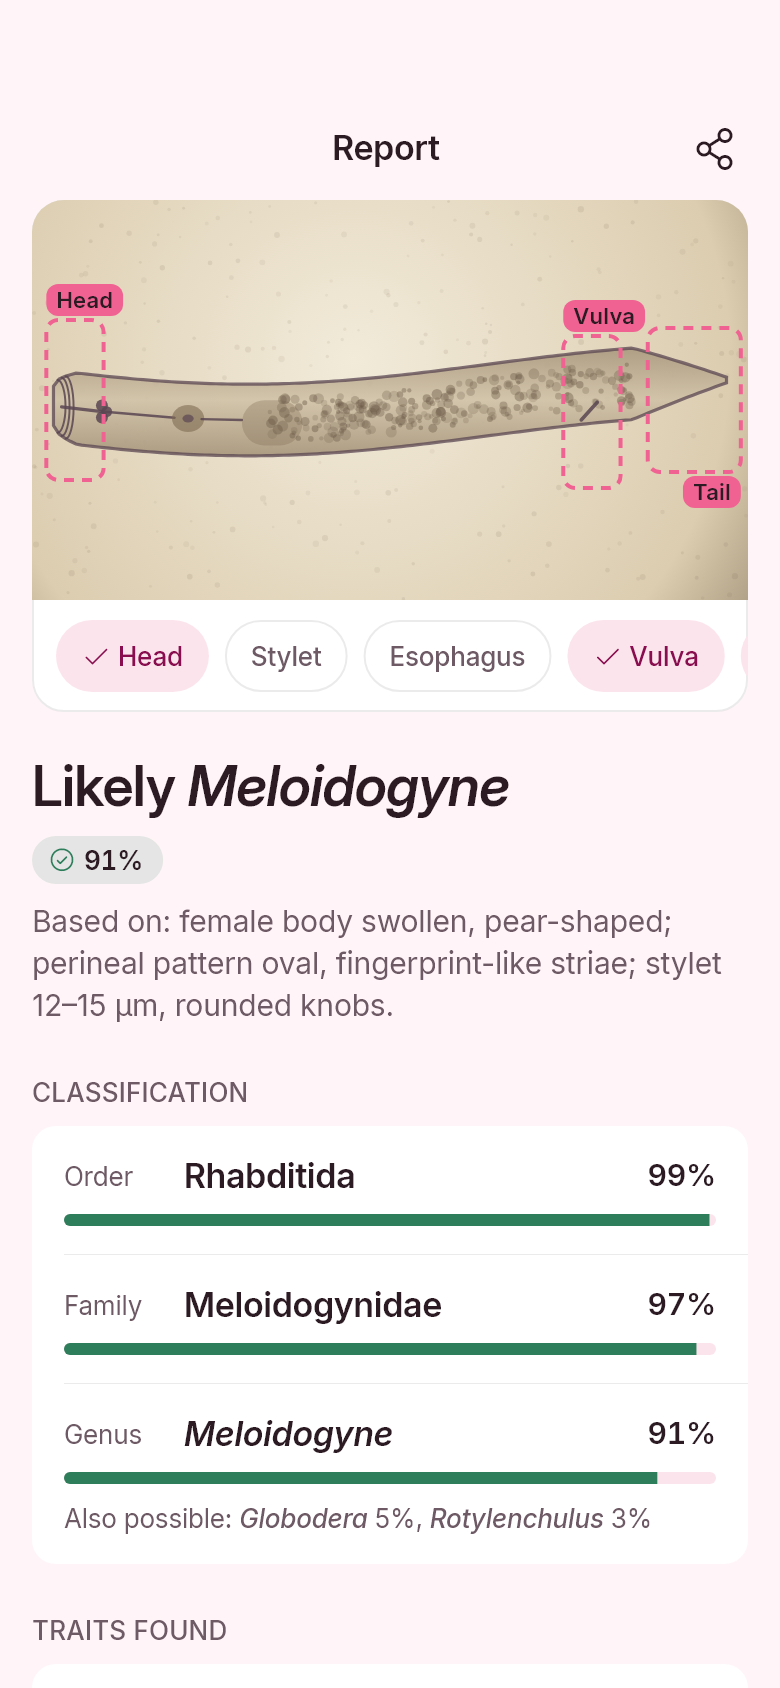 Report
Head
Vulva
Tail
Head
Stylet
Esophagus
Vulva
Likely Meloidogyne
91%
Based on: female body swollen, pear-shaped;
perineal pattern oval, fingerprint-like striae; stylet
12–15 µm, rounded knobs.
CLASSIFICATION
Order Rhabditida 99%
Family Meloidogynidae 97%
Genus Meloidogyne 91%
Also possible: Globodera 5%, Rotylenchulus 3%
TRAITS FOUND